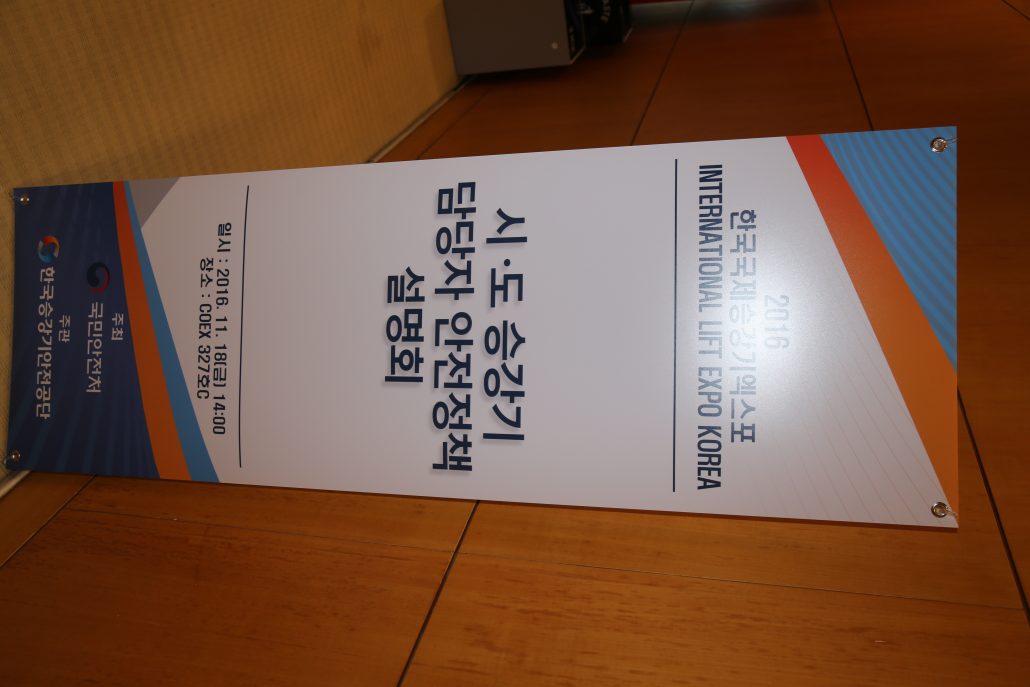 2016
한국국제승강기엑스포
INTERNATIONAL LIFT EXPO KOREA
시·도 승강기
담당자 안전정책
설명회
일시 : 2016. 11. 18(금) 14:00
장소 : COEX 327호C
주최
국민안전처
주관
한국승강기안전공단